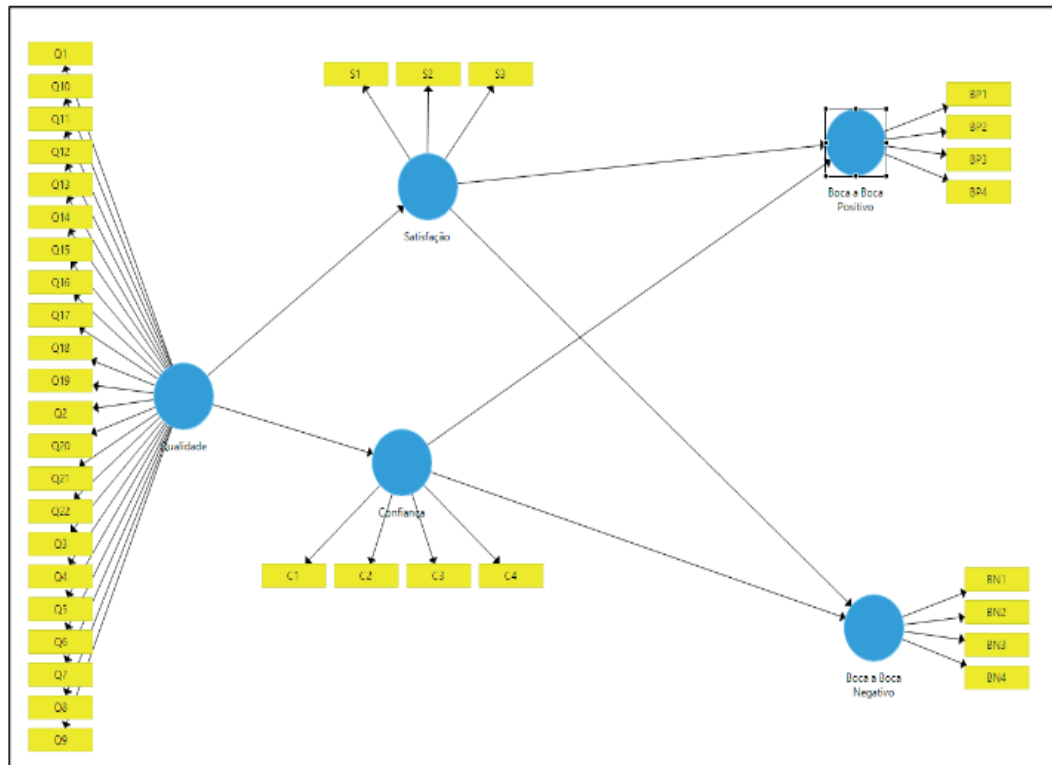 Q1
Q10
Q11
Q12
Q13
Q14
Q15
Q16
Q17
Q18
Q19
Q2
Q20
Q21
Q22
Q3
Q4
Q5
Q6
Q7
Q8
Q9
Qualidade
S1 S2 S3
Satisfação
Confiança
C1 C2 C3 C4
BP1
BP2
BP3
BP4
Boca a Boca
Positivo
BN1
BN2
BN3
BN4
Boca a Boca
Negativo